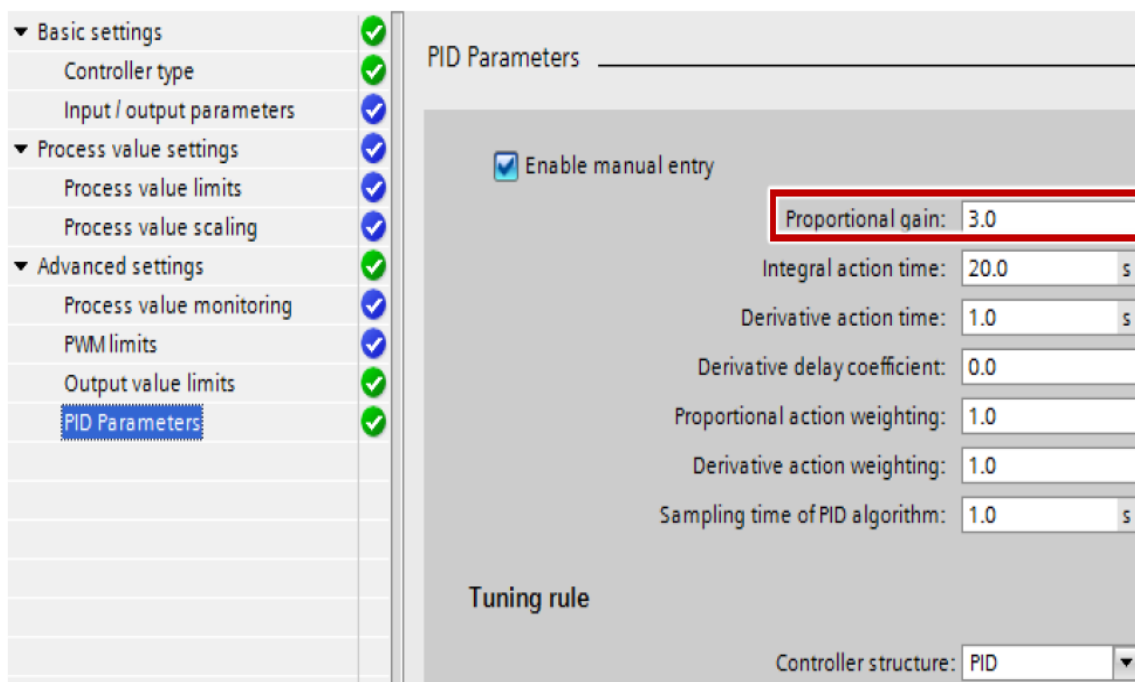 Basic settings
Controller type
Input / output parameters
Process value settings
Process value limits
Process value scaling
Advanced settings
Process value monitoring
PWM limits
Output value limits
PID Parameters
PID Parameters
Enable manual entry
Proportional gain: 3.0
Integral action time: 20.0 s
Derivative action time: 1.0 s
Derivative delay coefficient: 0.0
Proportional action weighting: 1.0
Derivative action weighting: 1.0
Sampling time of PID algorithm: 1.0 s
Tuning rule
Controller structure: PID